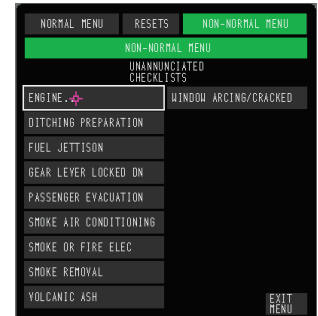 NORMAL MENU RESETS NON-NORMAL MENU
NON-NORMAL MENU
UNANNUNCIATED
CHECKLISTS
ENGINE.. WINDOW ARCING/CRACKED
DITCHING PREPARATION
FUEL JETTISON
GEAR LEVER LOCKED DN
PASSENGER EVACUATION
SMOKE AIR CONDITIONING
SMOKE OR FIRE ELEC
SMOKE REMOVAL
VOLCANIC ASH
EXIT
MENU